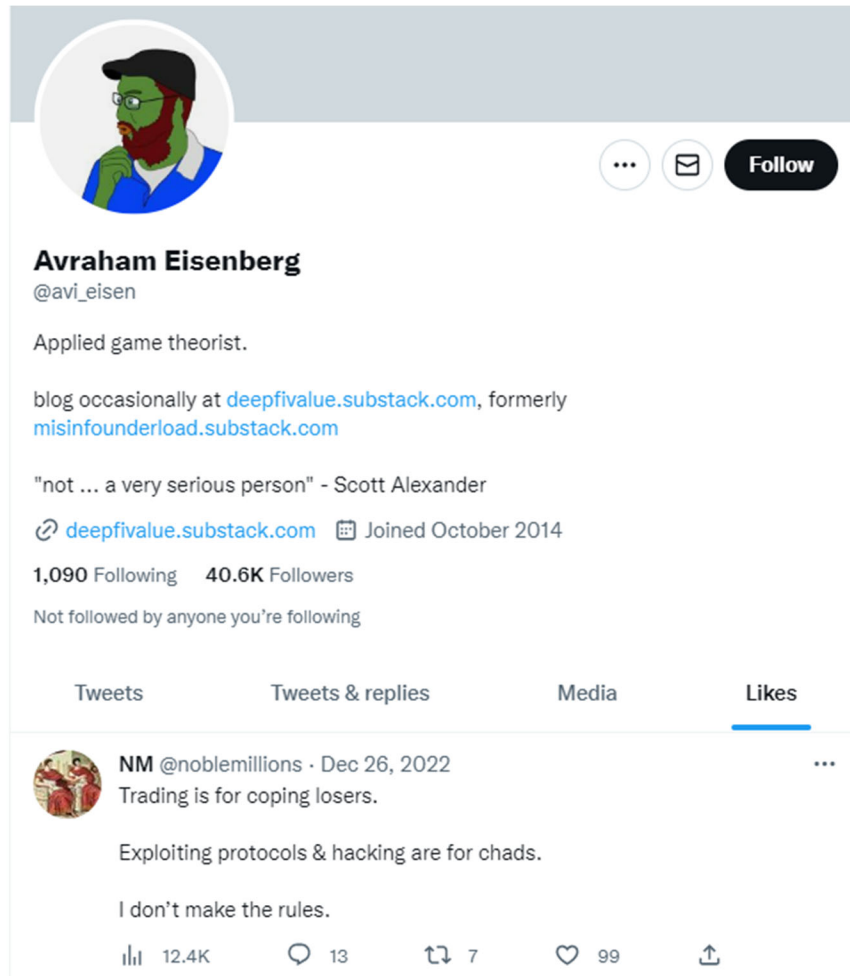 Follow
Avraham Eisenberg
@avi_eisen
Applied game theorist.
blog occasionally at deepfivalue.substack.com, formerly
misinfounderload.substack.com
"not ... a very serious person" - Scott Alexander
deepfivalue.substack.com Joined October 2014
1,090 Following 40.6K Followers
Not followed by anyone you're following
Tweets Tweets & replies Media Likes
NM @noblemillions · Dec 26, 2022
Trading is for coping losers.
Exploiting protocols & hacking are for chads.
I don't make the rules.
12.4K 13 7 99